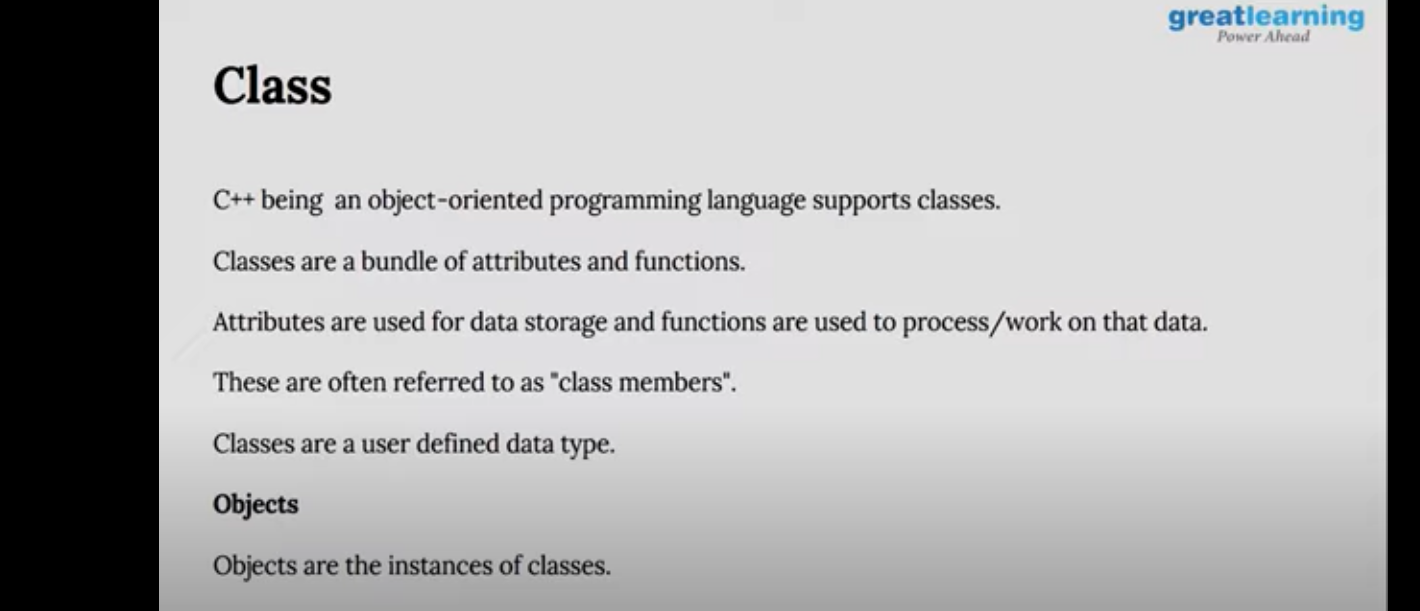 greatlearning
Power Ahead
Class
C++ being an object-oriented programming language supports classes.
Classes are a bundle of attributes and functions.
Attributes are used for data storage and functions are used to process/work on that data.
These are often referred to as "class members".
Classes are a user defined data type.
Objects
Objects are the instances of classes.